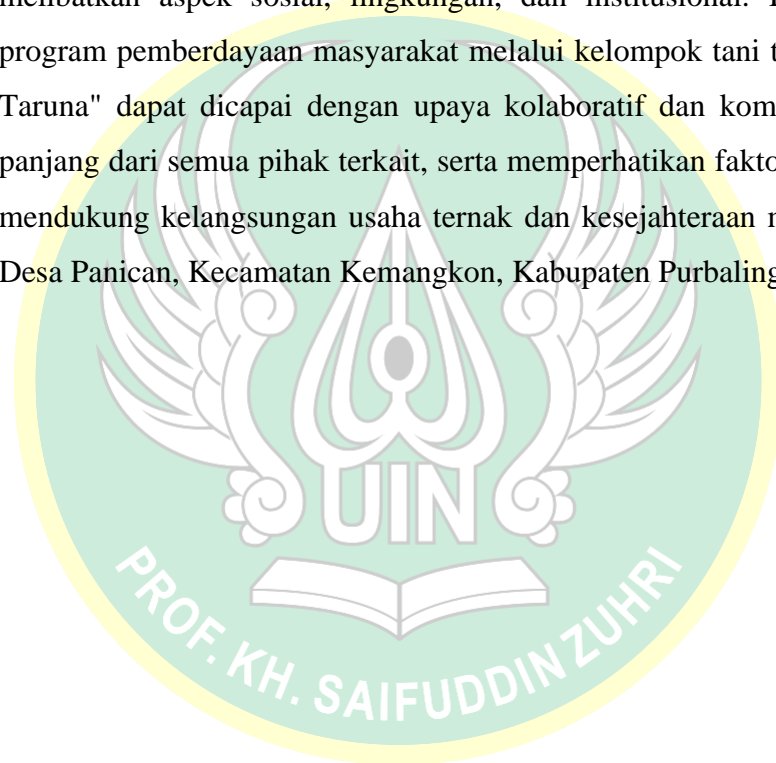 melibatkan aspek sosial, lingkungan, dan institusional.
program pemberdayaan masyarakat melalui kelompok tani t
Taruna" dapat dicapai dengan upaya kolaboratif dan kom
panjang dari semua pihak terkait, serta memperhatikan fakto
mendukung kelangsungan usaha ternak dan kesejahteraan
Desa Panican, Kecamatan Kemangkon, Kabupaten Purbaling
UIN
PROF. KH. SAIFUDDIN ZUHRI